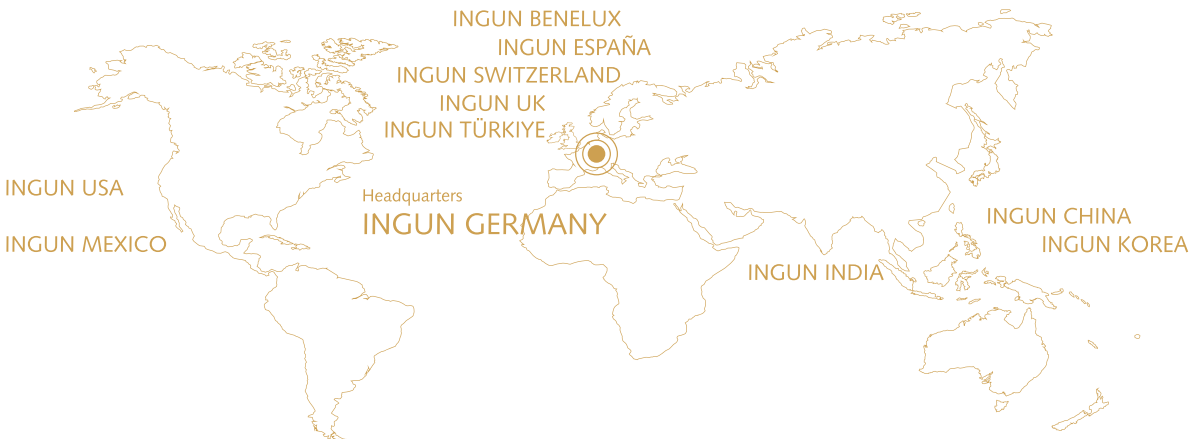 INGUN BENELUX
INGUN ESPAÑA
INGUN SWITZERLAND
INGUN UK
INGUN TÜRKIYE
INGUN USA
Headquarters
INGUN GERMANY
INGUN MEXICO
INGUN CHINA
INGUN KOREA
INGUN INDIA